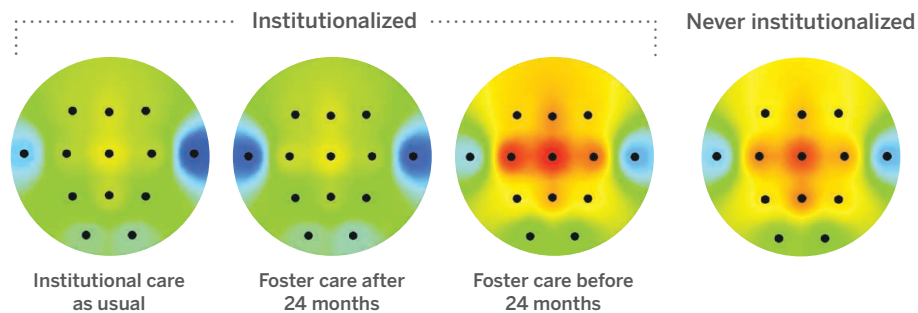 Institutionalized
Never institutionalized
Institutional care
as usual
Foster care after
24 months
Foster care before
24 months